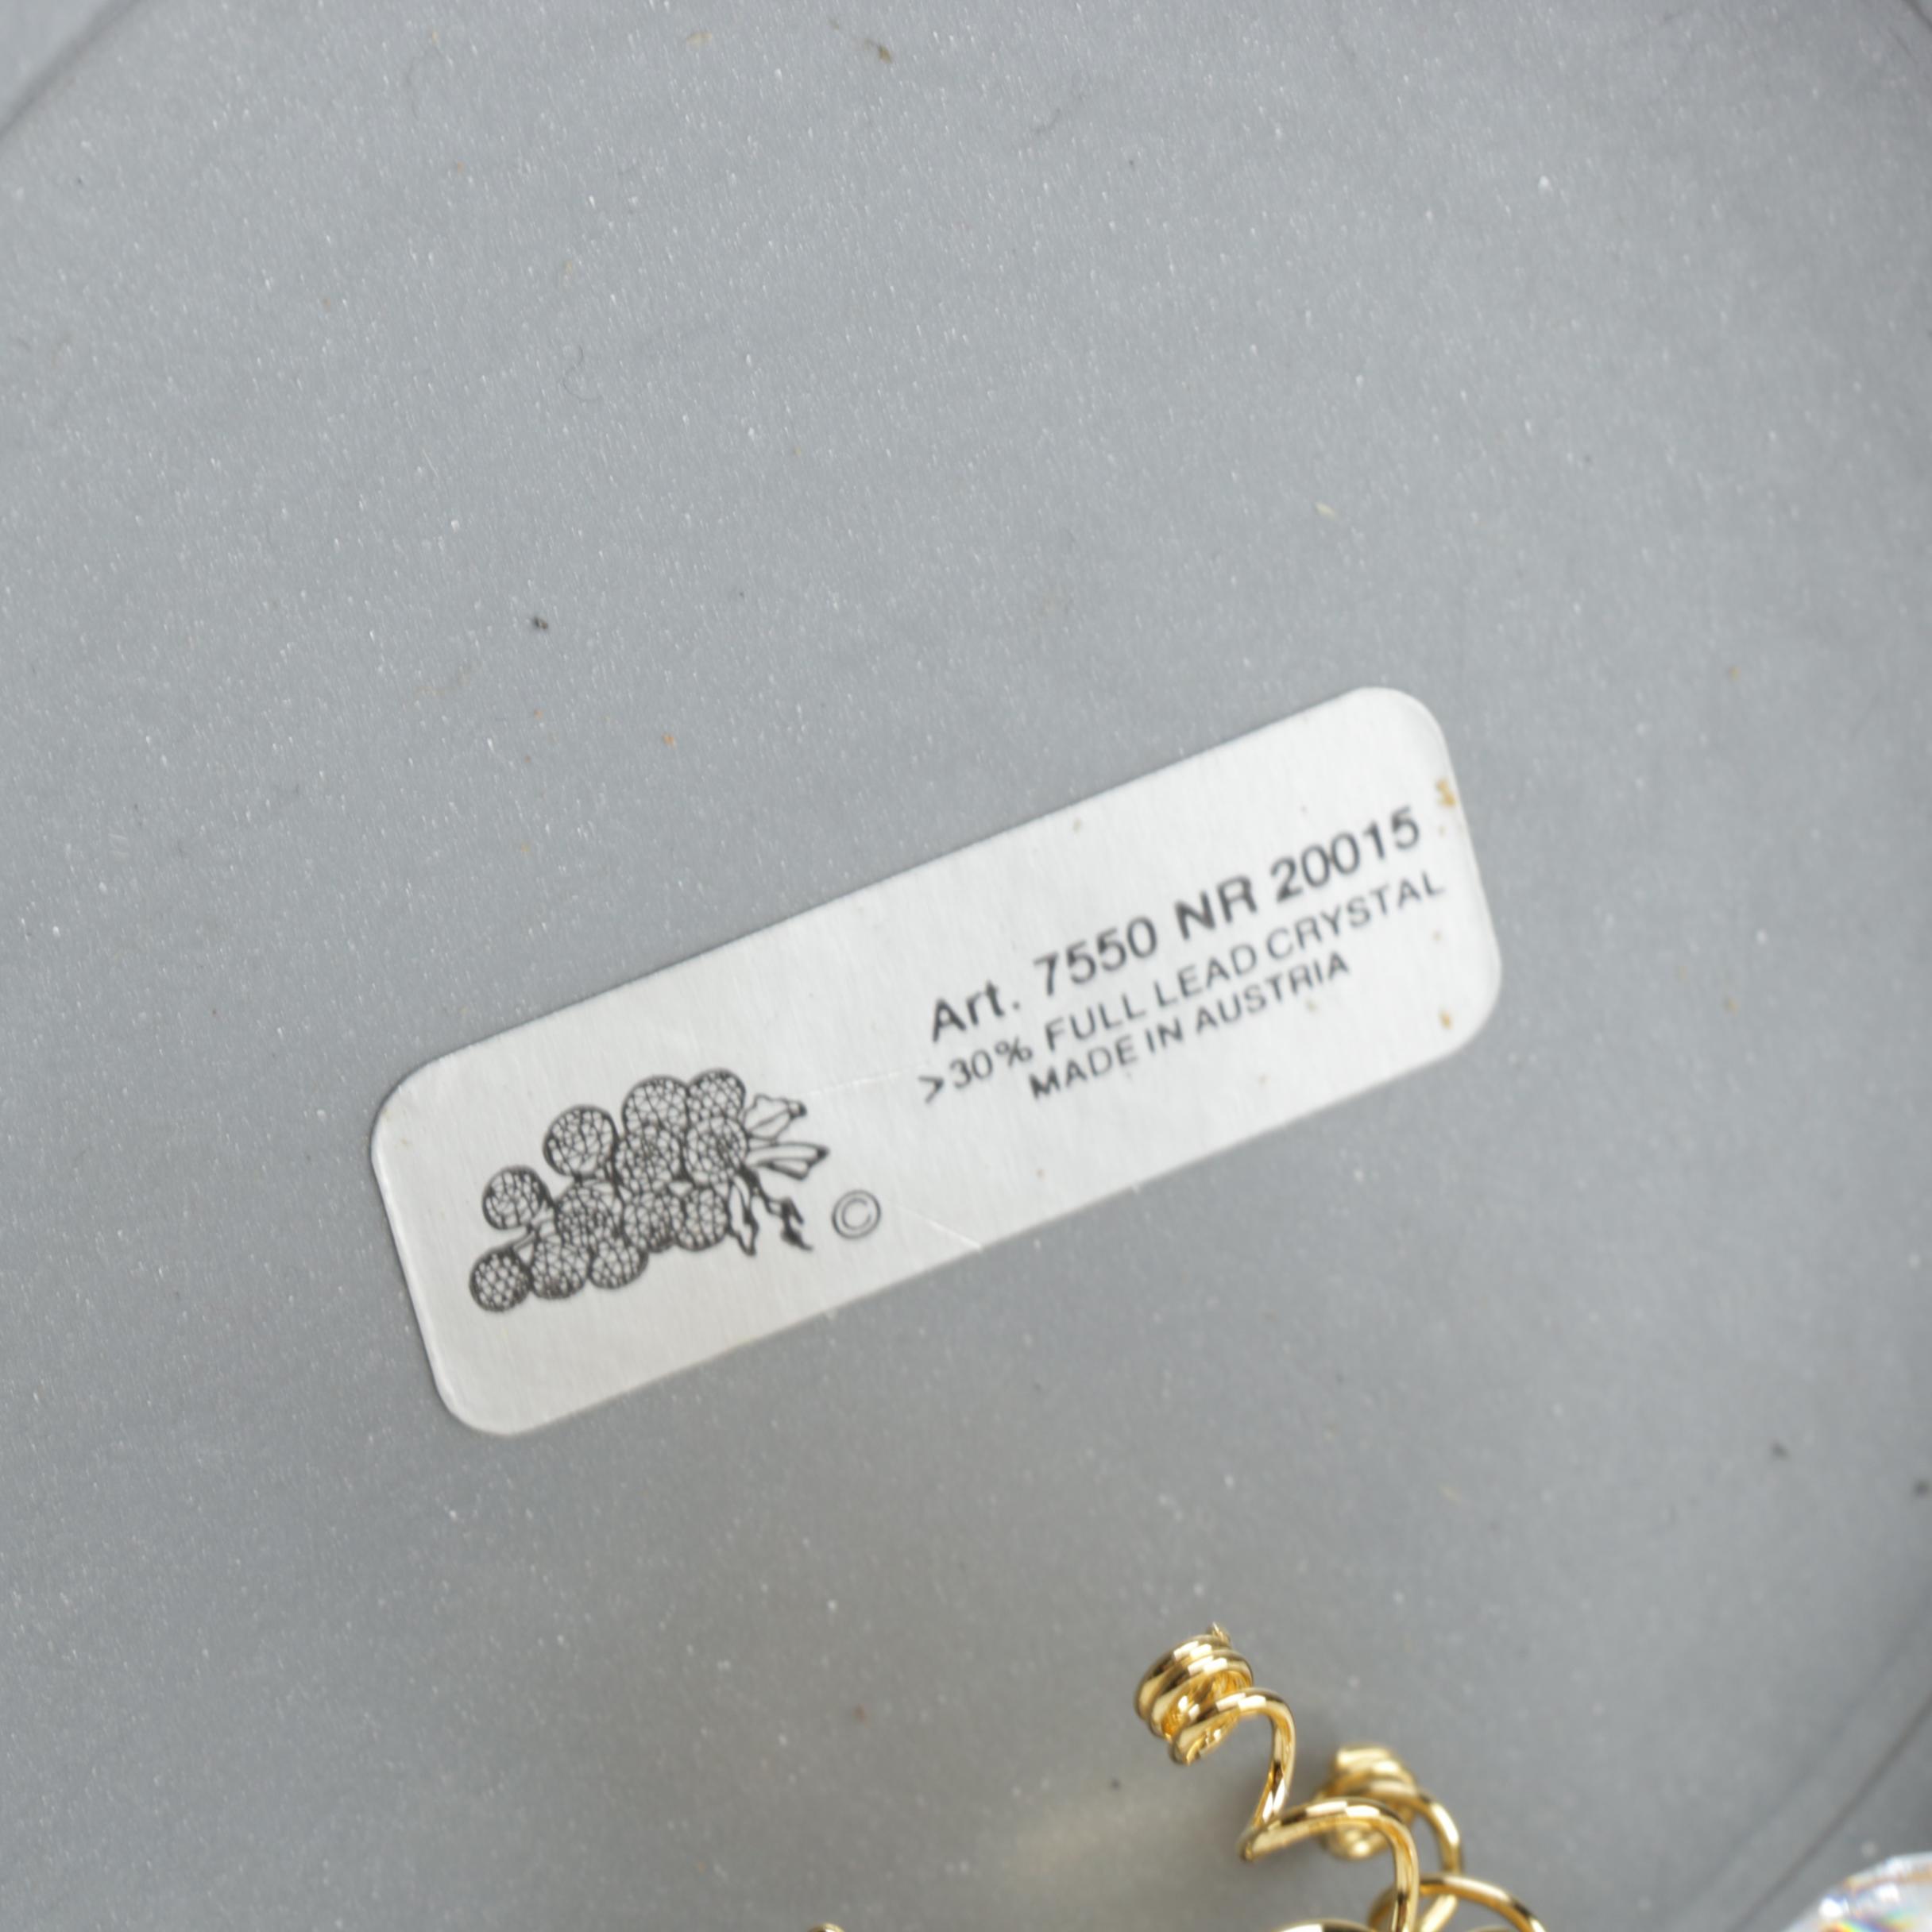 ©
Art. 7550 NR 20015
>30% FULL LEAD CRYSTAL
MADE IN AUSTRIA